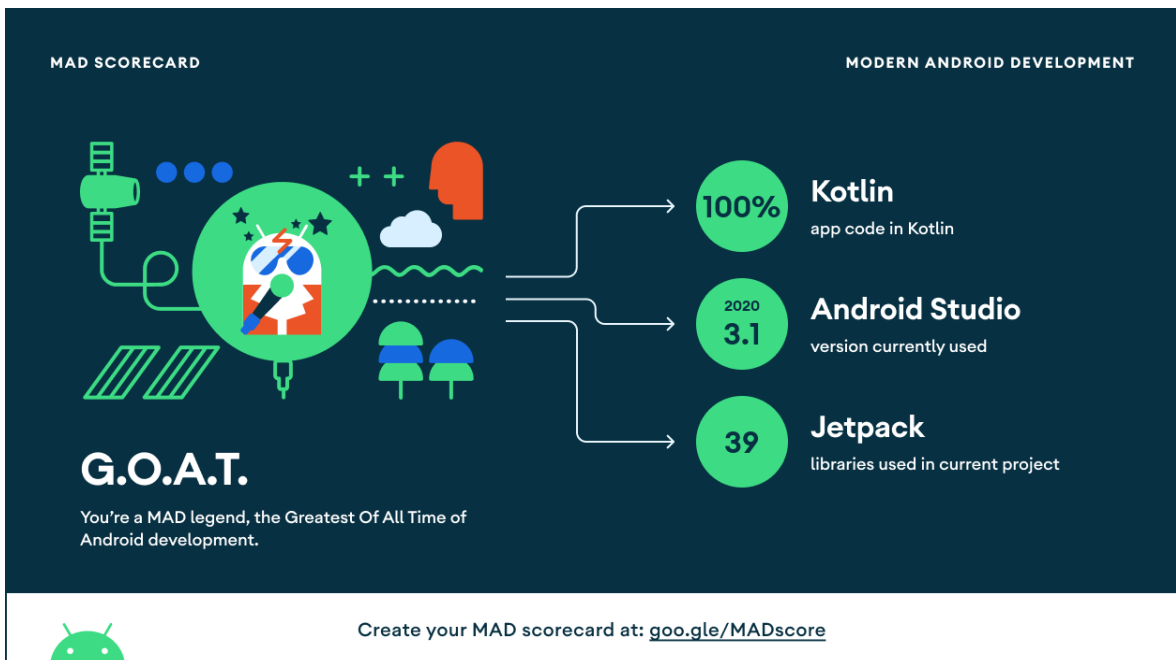 MAD SCORECARD
MODERN ANDROID DEVELOPMENT
100%
Kotlin
app code in Kotlin
2020
3.1
Android Studio
version currently used
39
Jetpack
libraries used in current project
G.O.A.T.
You’re a MAD legend, the Greatest Of All Time of
Android development.
Create your MAD scorecard at: goo.gle/MADscore